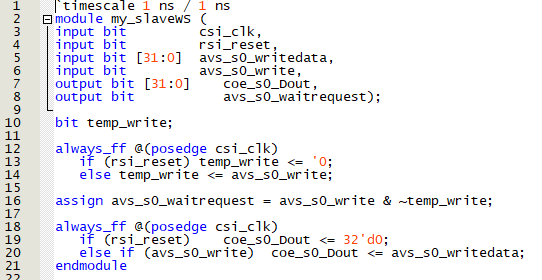 1 `timescale 1 ns / 1 ns
2 module my_slaveWS (
3 input bit csi_clk,
4 input bit rsi_reset,
5 input bit [31:0] avs_s0_writedata,
6 input bit avs_s0_write,
7 output bit [31:0] coe_s0_Dout,
8 output bit avs_s0_waitrequest);
9
10 bit temp_write;
11
12 always_ff @(posedge csi_clk)
13 if (rsi_reset) temp_write <= '0;
14 else temp_write <= avs_s0_write;
15
16 assign avs_s0_waitrequest = avs_s0_write & ~temp_write;
17
18 always_ff @(posedge csi_clk)
19 if (rsi_reset) coe_s0_Dout <= 32'd0;
20 else if (avs_s0_write) coe_s0_Dout <= avs_s0_writedata;
21 endmodule
22